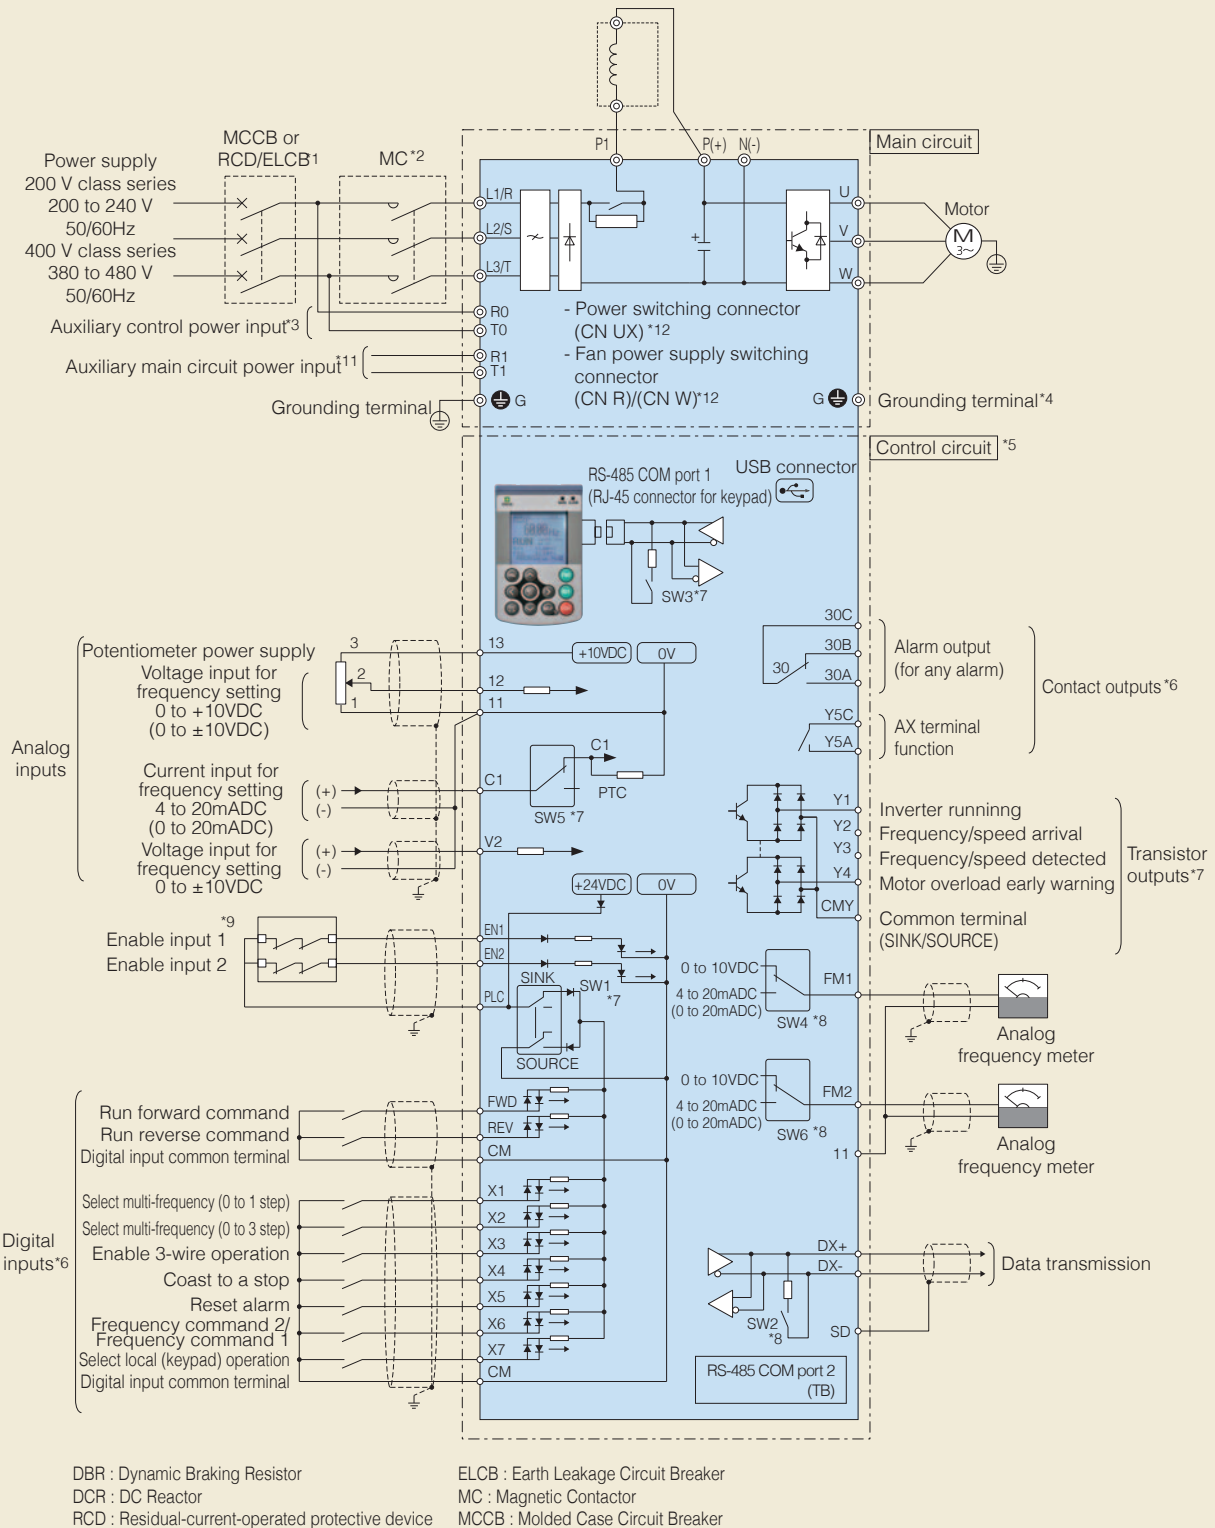 P1
P(+)
N(-)
Main circuit
MCCB or
RCD/ELCB*1
MC*2
Power supply
200 V class series
200 to 240 V
50/60Hz
400 V class series
380 to 480 V
50/60Hz
L1/R
L2/S
L3/T
U
V
W
Motor
M
3~
+
R0
T0
R1
T1
Auxiliary control power input*3
Auxiliary main circuit power input*11
- Power switching connector
(CN UX) *12
- Fan power supply switching
connector
(CN R)/(CN W)*12
Grounding terminal
G
G
Grounding terminal*4
Control circuit
*5
RS-485 COM port 1
(RJ-45 connector for keypad)
USB connector
SW3*7
30C
30B
30
30A
Alarm output
(for any alarm)
Contact outputs*6
Y5C
Y5A
AX terminal
function
Analog
inputs
Potentiometer power supply
Voltage input for
frequency setting
0 to +10VDC
(0 to ±10VDC)
3
2
1
13
12
11
+10VDC
0V
Current input for
frequency setting
4 to 20mADC
(0 to 20mADC)
(+)
(-)
C1
C1
PTC
SW5 *7
Voltage input for
frequency setting
0 to ±10VDC
(+)
(-)
V2
+24VDC
0V
Y1
Y2
Y3
Y4
CMY
Inverter runninng
Frequency/speed arrival
Frequency/speed detected
Motor overload early warning
Common terminal
(SINK/SOURCE)
Transistor
outputs*7
*9
Enable input 1
Enable input 2
EN1
EN2
PLC
SINK
SW1
*7
SOURCE
0 to 10VDC
4 to 20mADC
(0 to 20mADC)
SW4 *8
FM1
Analog
frequency meter
0 to 10VDC
4 to 20mADC
(0 to 20mADC)
SW6 *8
FM2
11
Analog
frequency meter
Digital
inputs*6
Run forward command
Run reverse command
Digital input common terminal
FWD
REV
CM
Select multi-frequency (0 to 1 step)
Select multi-frequency (0 to 3 step)
Enable 3-wire operation
Coast to a stop
Reset alarm
Frequency command 2/
Frequency command 1
Select local (keypad) operation
Digital input common terminal
X1
X2
X3
X4
X5
X6
X7
CM
DX+
DX-
SD
SW2
*8
Data transmission
RS-485 COM port 2
(TB)
DBR : Dynamic Braking Resistor
DCR : DC Reactor
RCD : Residual-current-operated protective device
ELCB : Earth Leakage Circuit Breaker
MC : Magnetic Contactor
MCCB : Molded Case Circuit Breaker